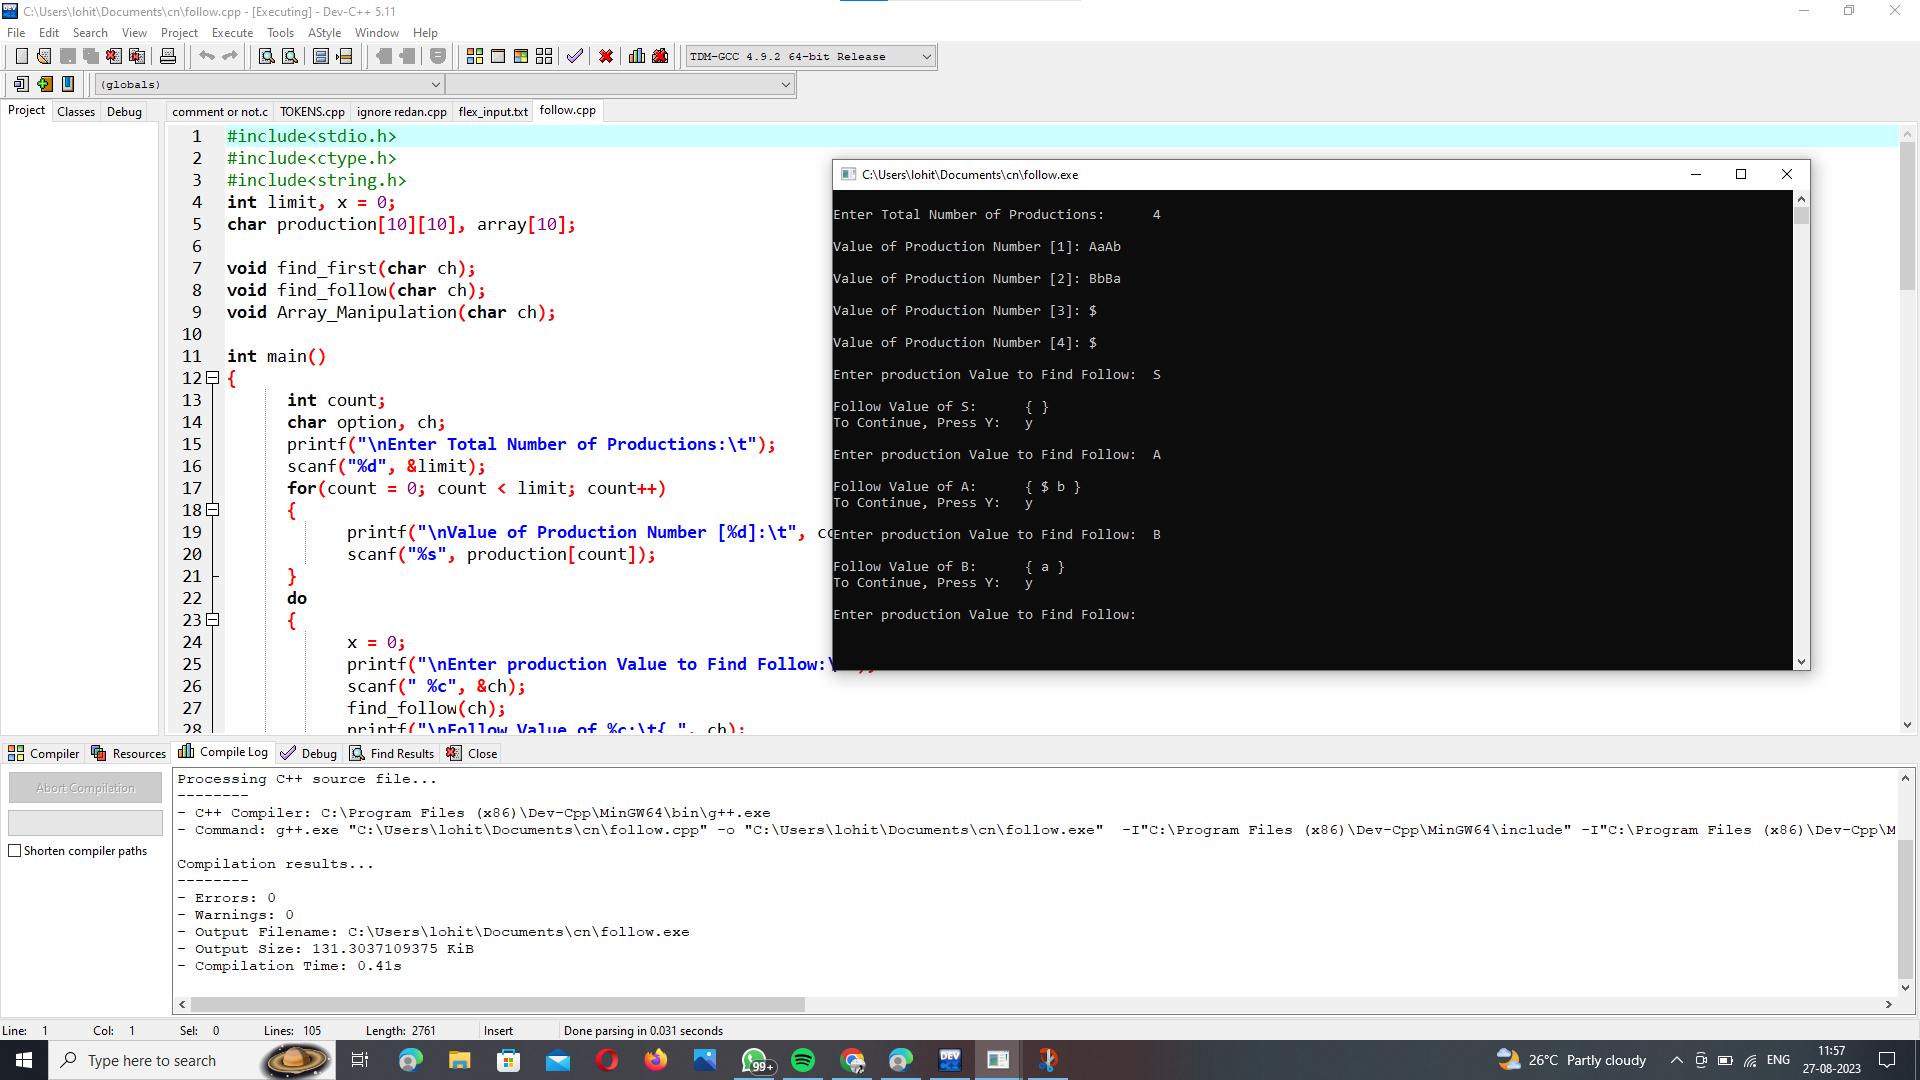 C:\Users\lohit\Documents\cn\follow.cpp - [Executing] - Dev-C++ 5.11
File Edit Search View Project Execute Tools AStyle Window Help
TDM-GCC 4.9.2 64-bit Release
(globals)
Project Classes Debug
comment or not.c TOKENS.cpp ignore redan.cpp flex_input.txt follow.cpp
1 #include<stdio.h>
2 #include<ctype.h>
3 #include<string.h>
4 int limit, x = 0;
5 char production[10][10], array[10];
6
7 void find_first(char ch);
8 void find_follow(char ch);
9 void Array_Manipulation(char ch);
10
11 int main()
12 {
13 int count;
14 char option, ch;
15 printf("\nEnter Total Number of Productions:\t");
16 scanf("%d", &limit);
17 for(count = 0; count < limit; count++)
18 {
19 printf("\nValue of Production Number [%d]:\t", co
20 scanf("%s", production[count]);
21 }
22 do
23 {
24 x = 0;
25 printf("\nEnter production Value to Find Follow:\
26 scanf(" %c", &ch);
27 find_follow(ch);
28 printf("\nFollow Value of %c:\t{ ", ch);
C:\Users\lohit\Documents\cn\follow.exe
Enter Total Number of Productions: 4
Value of Production Number [1]: AaAb
Value of Production Number [2]: BbBa
Value of Production Number [3]: $
Value of Production Number [4]: $
Enter production Value to Find Follow: S
Follow Value of S: { }
To Continue, Press Y: y
Enter production Value to Find Follow: A
Follow Value of A: { $ b }
To Continue, Press Y: y
Enter production Value to Find Follow: B
Follow Value of B: { a }
To Continue, Press Y: y
Enter production Value to Find Follow:
Compiler Resources Compile Log Debug Find Results Close
Abort Compilation
Shorten compiler paths
Processing C++ source file...
--------
- C++ Compiler: C:\Program Files (x86)\Dev-Cpp\MinGW64\bin\g++.exe
- Command: g++.exe "C:\Users\lohit\Documents\cn\follow.cpp" -o "C:\Users\lohit\Documents\cn\follow.exe" -I"C:\Program Files (x86)\Dev-Cpp\MinGW64\include" -I"C:\Program Files (x86)\Dev-Cpp\M
Compilation results...
--------
- Errors: 0
- Warnings: 0
- Output Filename: C:\Users\lohit\Documents\cn\follow.exe
- Output Size: 131.3037109375 KiB
- Compilation Time: 0.41s
Line: 1 Col: 1 Sel: 0 Lines: 105 Length: 2761 Insert Done parsing in 0.031 seconds
Type here to search
99+
DEV
26°C Partly cloudy
ENG
11:57
27-08-2023